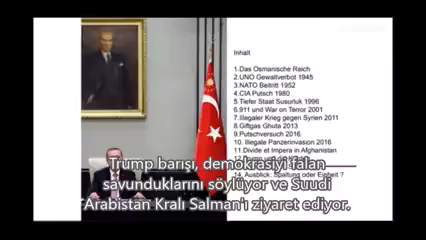 Inhalt
1.Das Osmanische Reich
2.UNO Gewaltverbot 1945
3.NATO Beitritt 1952
4.CIA Putsch 1980
5.Tiefer Staat Susurluk 1996
6.911 und War on Terror 2001
7.Illegaler Krieg gegen Syrien 2011
8.Giftgas Ghuta 2013
9.Putschversuch 2016
10. Illegale Panzerinvasion 2016
11.Divide et Impera in Afghanistan
14. Ausblick: Spaltung oder Einheit ?
Trump barışı, demokrasiyi falan
savunduklarını söylüyor ve Suudi
Arabistan Kralı Salman'ı ziyaret ediyor.